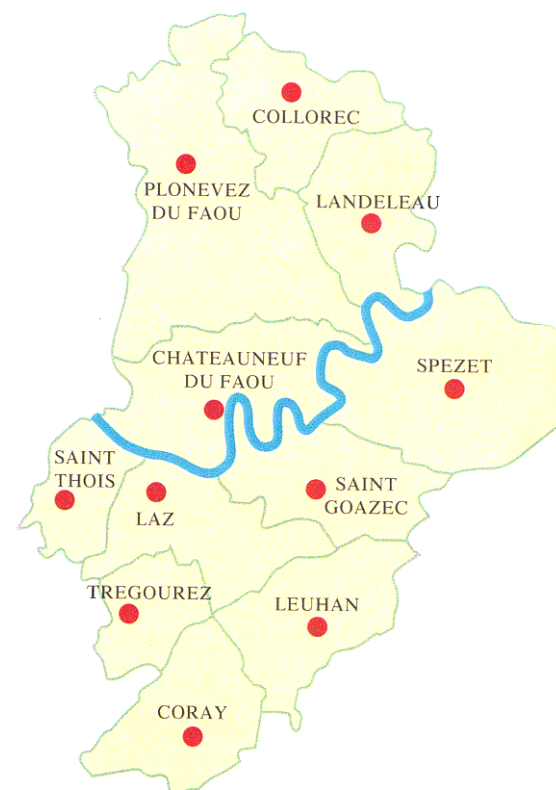 COLLOREC
PLONEVEZ
DU FAOU
LANDELEAU
CHATEAUNEUF
DU FAOU
SPEZET
SAINT
THOIS
LAZ
SAINT
GOAZEC
TREGOUREZ
LEUHAN
CORAY